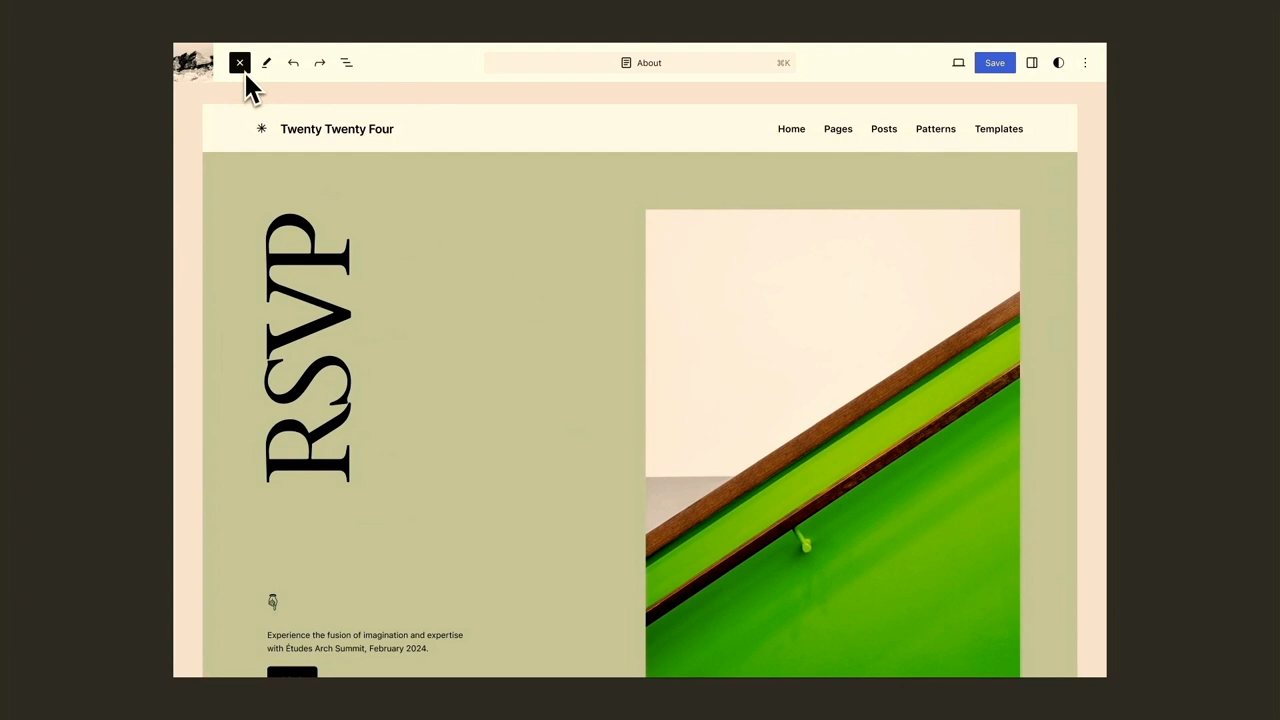 About
⌘K
Save
Twenty Twenty Four
Home
Pages
Posts
Patterns
Templates
RSVP
Experience the fusion of imagination and expertise
with Études Arch Summit, February 2024.